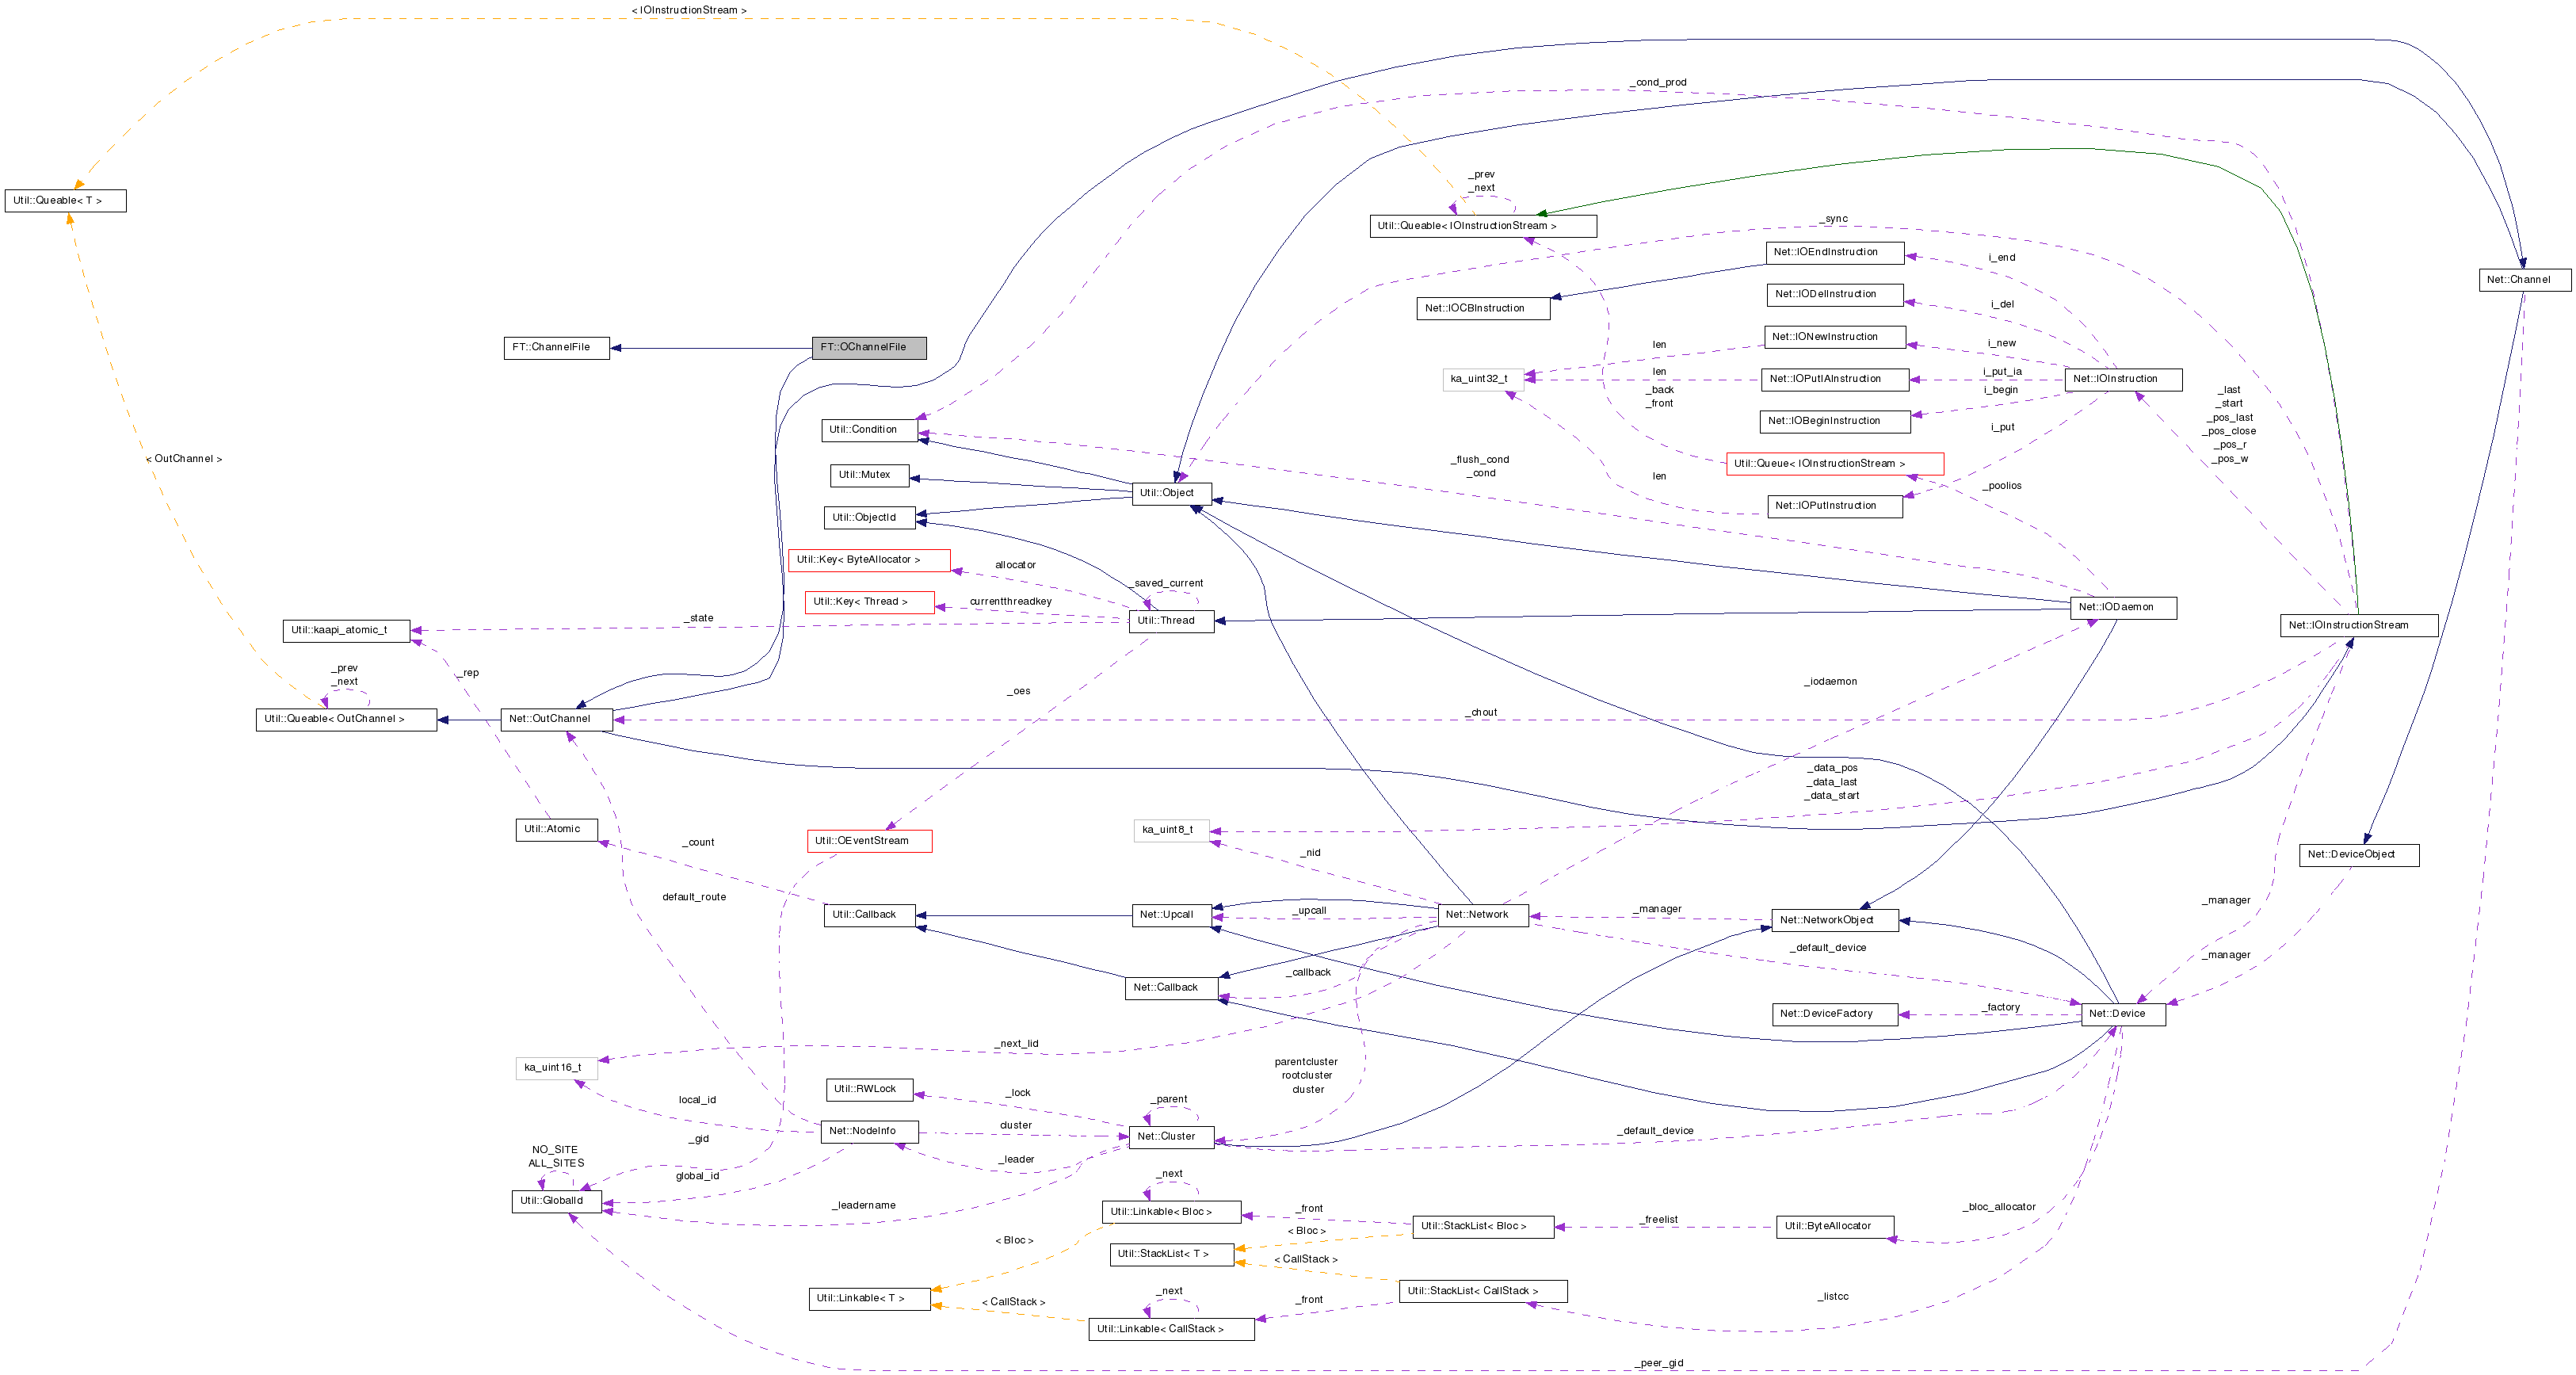 < IOInstructionStream >
_cond_prod
_prev
_next
Util::Queable< T >
_sync
Util::Queable< IOInstructionStream >
Net::IOEndInstruction
i_end
Net::Channel
Net::IODelInstruction
i_del
Net::IOCBInstruction
Net::IONewInstruction
i_new
len
FT::ChannelFile
FT::OChannelFile
ka_uint32_t
len
Net::IOPutIAInstruction
i_put_ia
Net::IOInstruction
_back
_front
i_begin
_last
_start
_pos_last
_pos_close
_pos_r
_pos_w
Net::IOBeginInstruction
Util::Condition
i_put
< OutChannel >
_flush_cond
_cond
Util::Queue< IOInstructionStream >
Util::Mutex
len
_poolios
Util::Object
Net::IOPutInstruction
Util::ObjectId
Util::Key< ByteAllocator >
allocator
_saved_current
Util::Key< Thread >
currentthreadkey
Net::IODaemon
_state
Util::Thread
Net::IOInstructionStream
Util::kaapi_atomic_t
_prev
_next
_rep
_oes
_iodaemon
Util::Queable< OutChannel >
Net::OutChannel
_chout
_data_pos
_data_last
_data_start
Util::Atomic
ka_uint8_t
_count
Util::OEventStream
_nid
Net::DeviceObject
default_route
Util::Callback
Net::Upcall
_upcall
Net::Network
_manager
Net::NetworkObject
_manager
_default_device
_manager
_callback
Net::Callback
Net::DeviceFactory
_factory
Net::Device
_next_lid
ka_uint16_t
parentcluster
rootcluster
cluster
Util::RWLock
_lock
_parent
local_id
Net::NodeInfo
cluster
Net::Cluster
_default_device
_gid
NO_SITE
ALL_SITES
_leader
global_id
Util::GlobalId
_leadername
_next
Util::Linkable< Bloc >
_front
Util::StackList< Bloc >
_freelist
Util::ByteAllocator
_bloc_allocator
< Bloc >
< Bloc >
Util::StackList< T >
< CallStack >
Util::Linkable< T >
< CallStack >
_next
_front
Util::StackList< CallStack >
_listcc
Util::Linkable< CallStack >
_peer_gid